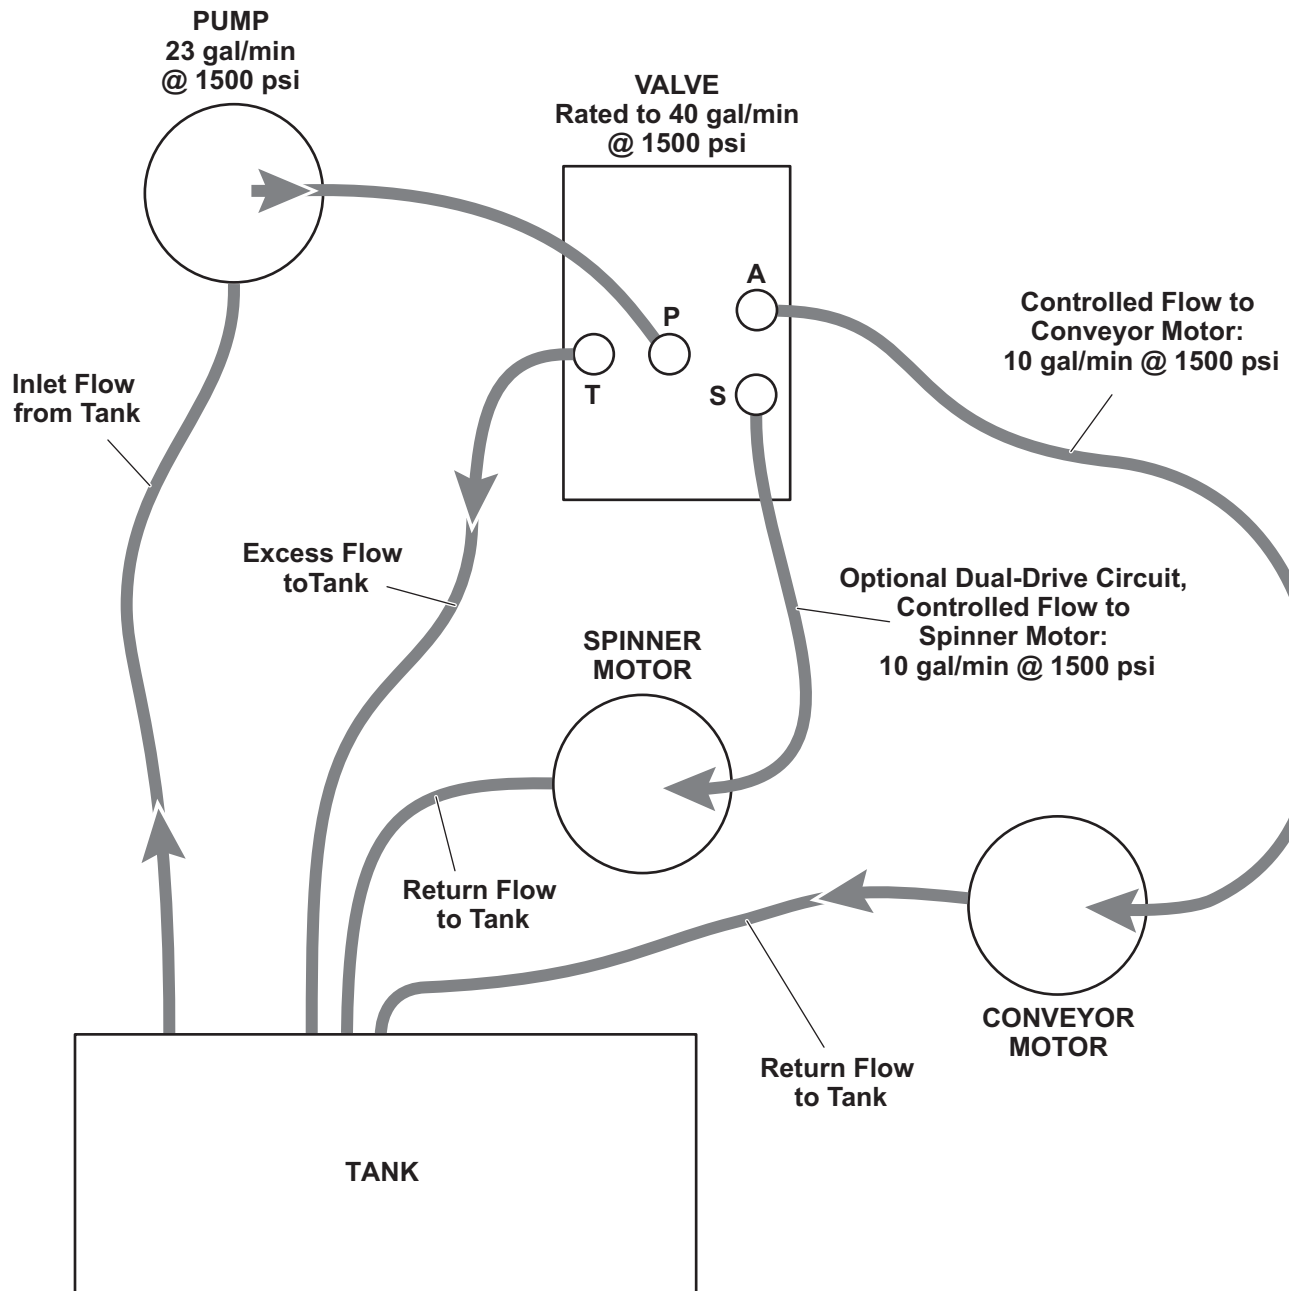 PUMP
23 gal/min
@ 1500 psi
VALVE
Rated to 40 gal/min
@ 1500 psi
A
P
T
S
Controlled Flow to
Conveyor Motor:
10 gal/min @ 1500 psi
Inlet Flow
from Tank
Excess Flow
toTank
Optional Dual-Drive Circuit,
Controlled Flow to
Spinner Motor:
10 gal/min @ 1500 psi
SPINNER
MOTOR
Return Flow
to Tank
CONVEYOR
MOTOR
Return Flow
to Tank
TANK